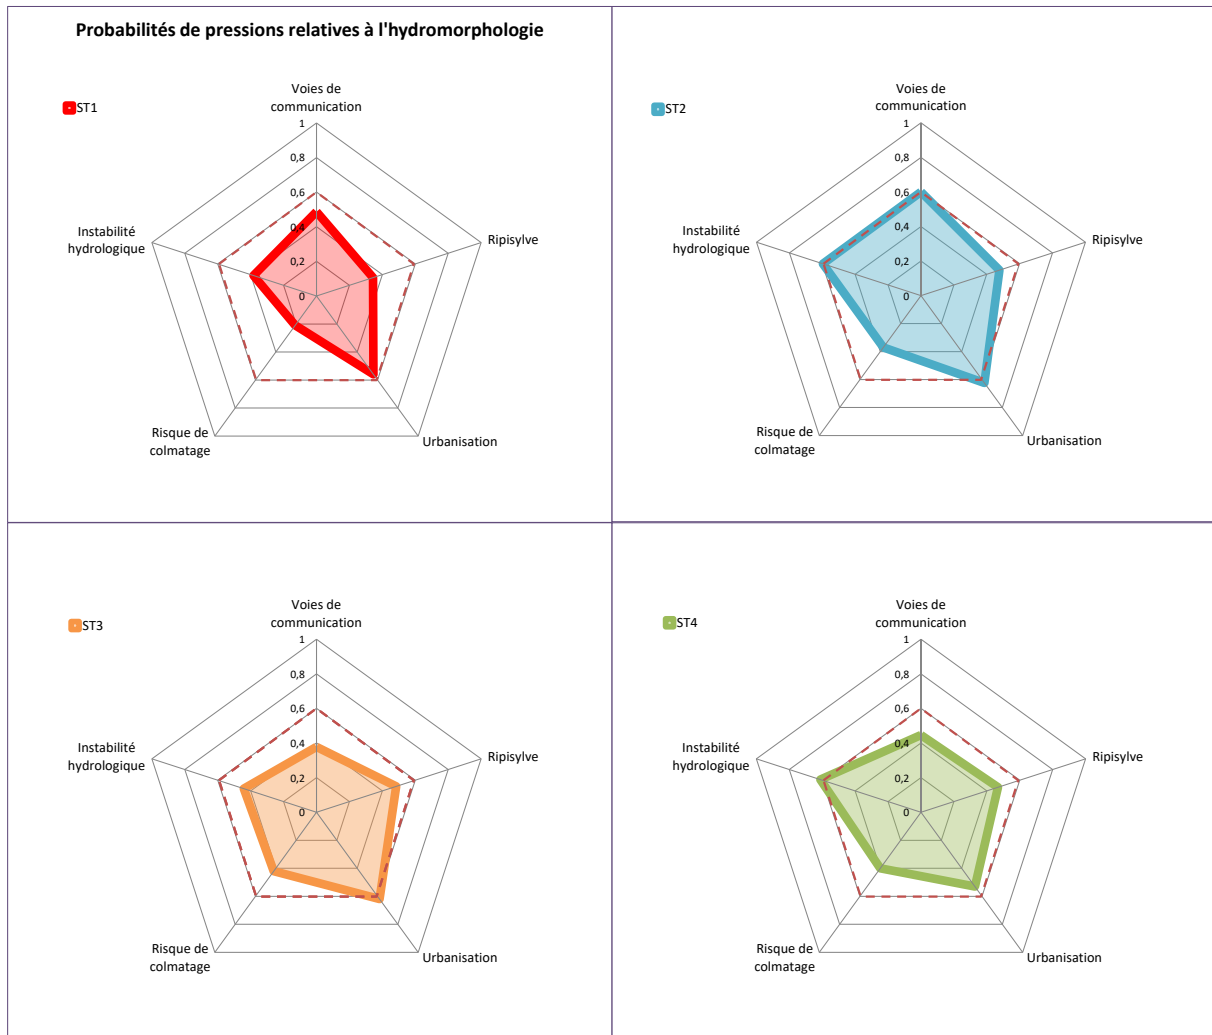 Probabilités de pressions relatives à l'hydromorphologie
ST1
Voies de
communication
1
0,8
0,6
0,4
0,2
0
Instabilité
hydrologique
Ripisylve
Risque de
colmatage
Urbanisation
ST2
Voies de
communication
1
0,8
0,6
0,4
0,2
0
Instabilité
hydrologique
Ripisylve
Risque de
colmatage
Urbanisation
ST3
Voies de
communication
1
0,8
0,6
0,4
0,2
0
Instabilité
hydrologique
Ripisylve
Risque de
colmatage
Urbanisation
ST4
Voies de
communication
1
0,8
0,6
0,4
0,2
0
Instabilité
hydrologique
Ripisylve
Risque de
colmatage
Urbanisation